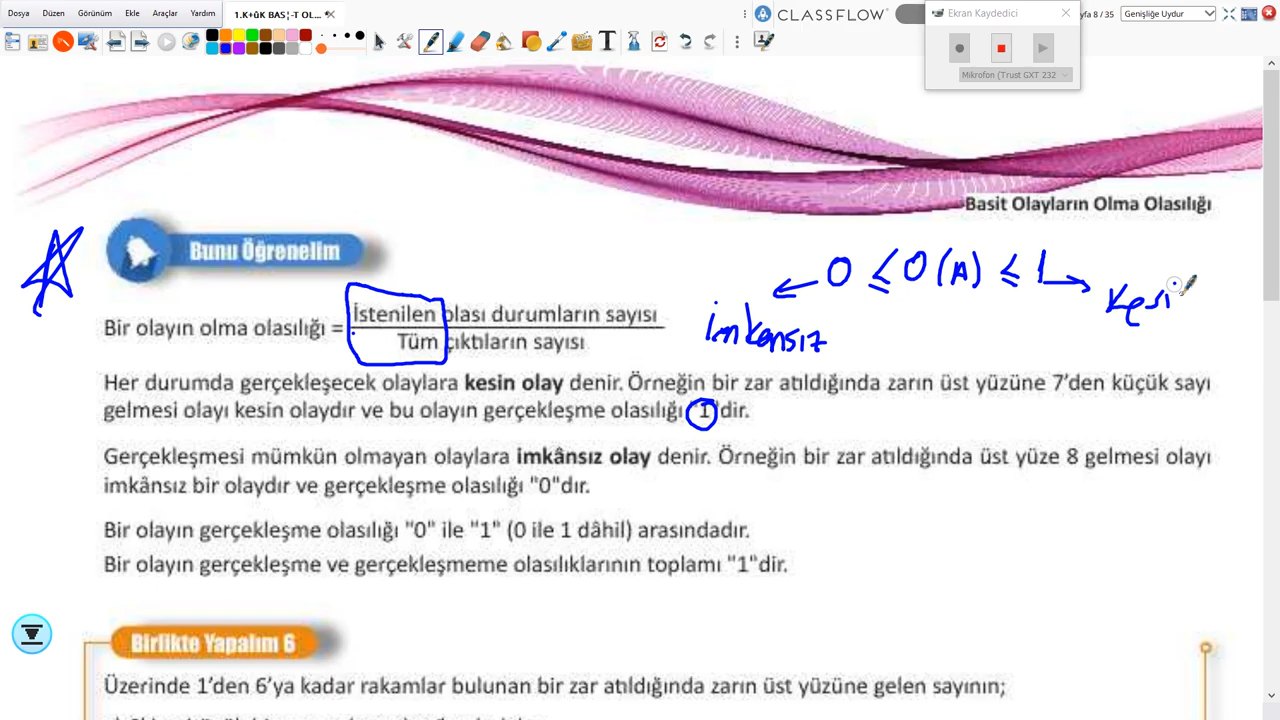 Dosya Düzen Görünüm Ekle Araçlar Yardım
1.K+ûK BAS¦-T OL...
CLASSFLOW
Ekran Kaydedici
yfa 8 / 35
Genişliğe Uydur
Mikrofon (Trust GXT 232
Basit Olayların Olma Olasılığı
Bunu Öğrenelim
0 ≤ O(A) ≤ 1
imkansız
Kesi
Bir olayın olma olasılığı = İstenilen olası durumların sayısı
Tüm çıktıların sayısı
Her durumda gerçekleşecek olaylara kesin olay denir. Örneğin bir zar atıldığında zarın üst yüzüne 7'den küçük sayı
gelmesi olayı kesin olaydır ve bu olayın gerçekleşme olasılığı "1"dir.
Gerçekleşmesi mümkün olmayan olaylara imkânsız olay denir. Örneğin bir zar atıldığında üst yüze 8 gelmesi olayı
imkânsız bir olaydır ve gerçekleşme olasılığı "0"dır.
Bir olayın gerçekleşme olasılığı "0" ile "1" (0 ile 1 dâhil) arasındadır.
Bir olayın gerçekleşme ve gerçekleşmeme olasılıklarının toplamı "1"dir.
Birlikte Yapalım 6
Üzerinde 1'den 6'ya kadar rakamlar bulunan bir zar atıldığında zarın üst yüzüne gelen sayının;